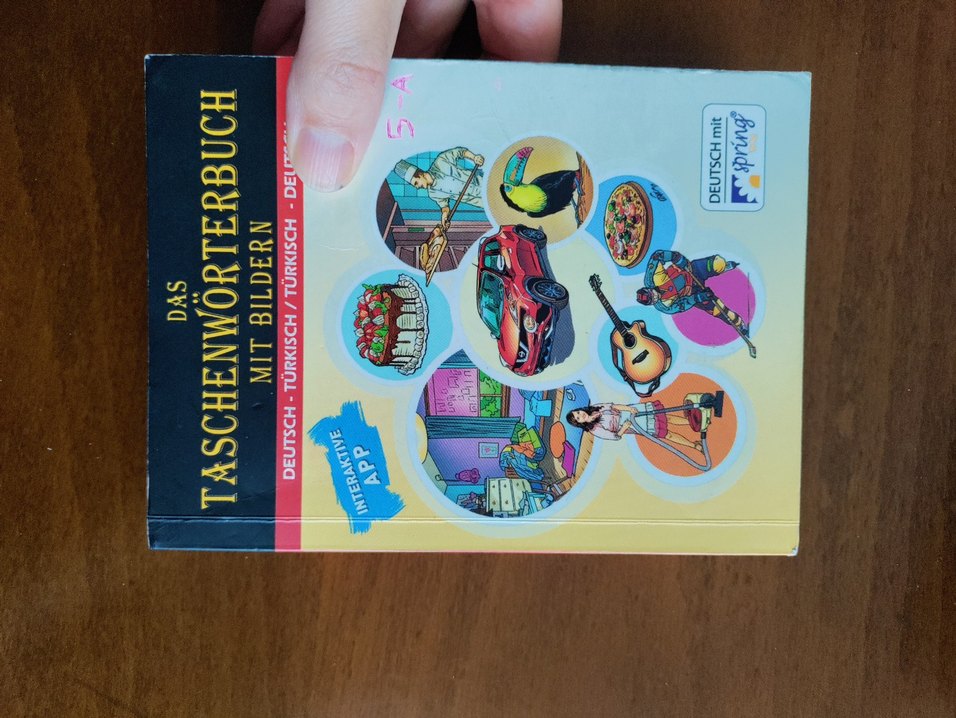 DAS
TASCHENWÖRTERBUCH
MIT BILDERN
DEUTSCH - TÜRKISCH / TÜRKISCH - DEUTSCH
5-A
INTERAKTIVE
APP
DEUTSCH mit
spring®